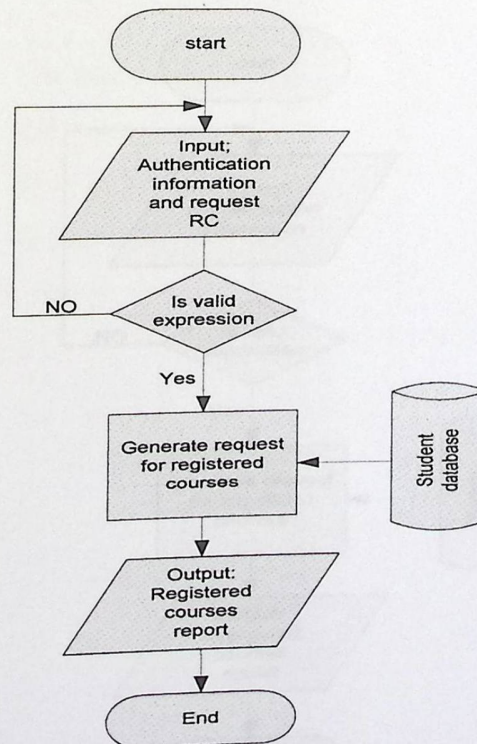 start
Input;
Authentication
information
and request
RC
Is valid
expression
NO
Yes
Generate request
for registered
courses
Student
database
Output:
Registered
courses
report
End